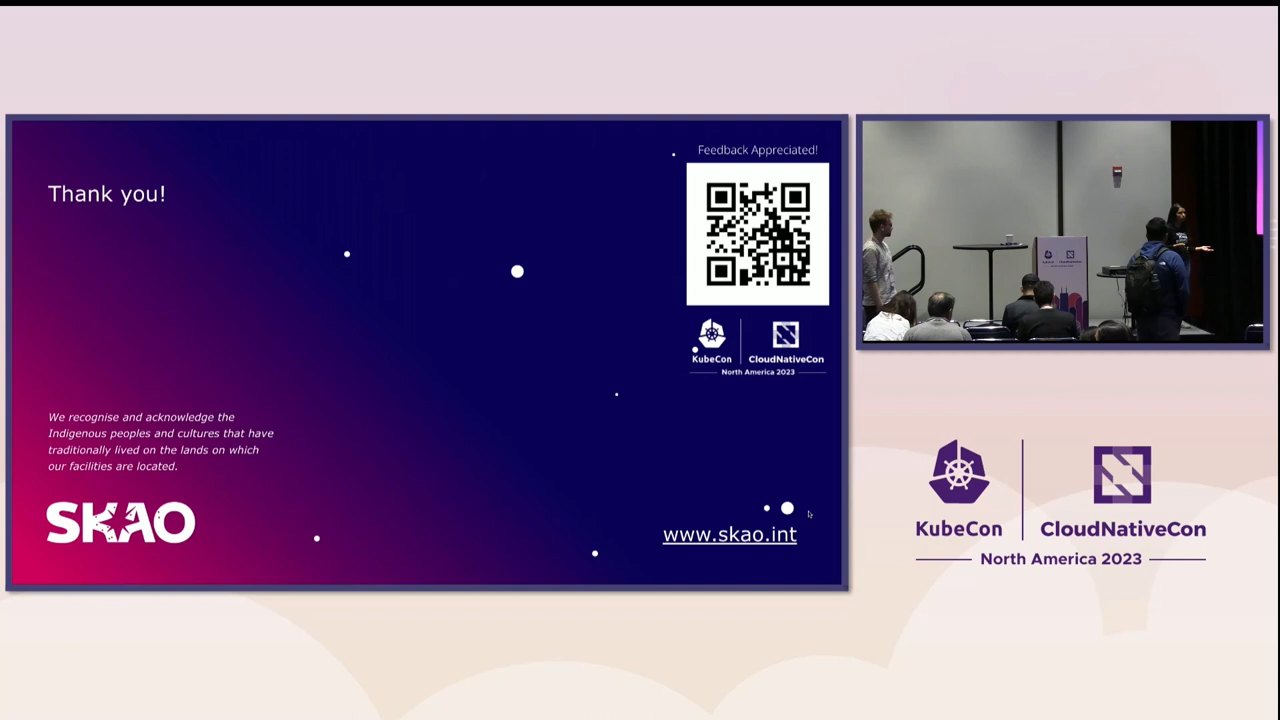 Thank you!
Feedback Appreciated!
KubeCon
CloudNativeCon
North America 2023
We recognise and acknowledge the
Indigenous peoples and cultures that have
traditionally lived on the lands on which
our facilities are located.
SKAO
www.skao.int
KubeCon
CloudNativeCon
North America 2023